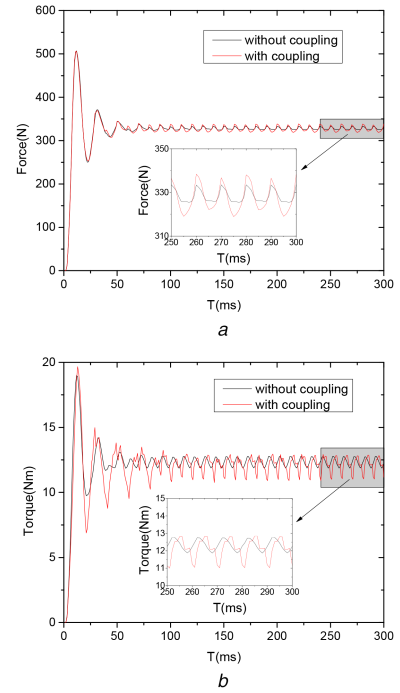 a
600
500
400
300
200
100
0
Force(N)
without coupling
with coupling
350
330
310
Force(N)
250 260 270 280 290 300
T(ms)
0 50 100 150 200 250 300
T(ms)
a
b
20
15
10
5
0
Torque(Nm)
without coupling
with coupling
15
14
13
12
11
10
Torque(Nm)
250 260 270 280 290 300
T(ms)
0 50 100 150 200 250 300
T(ms)
b